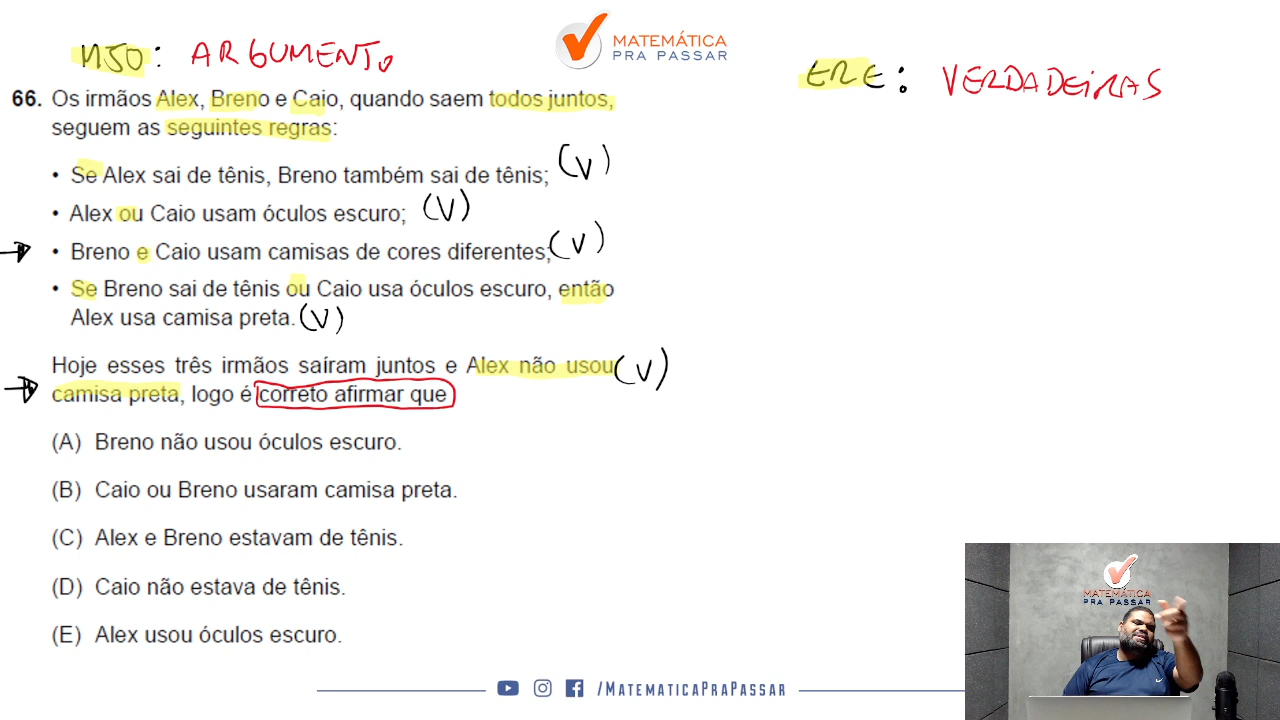 MÉTODO: ARGUMENTO
MATEMÁTICA
PRA PASSAR
ERE: VERDADEIRAS
66. Os irmãos Alex, Breno e Caio, quando saem todos juntos,
seguem as seguintes regras:
• Se Alex sai de tênis, Breno também sai de tênis; (V)
• Alex ou Caio usam óculos escuro; (V)
• Breno e Caio usam camisas de cores diferentes; (V)
• Se Breno sai de tênis ou Caio usa óculos escuro, então
Alex usa camisa preta. (V)
Hoje esses três irmãos saíram juntos e Alex não usou (V)
camisa preta, logo é correto afirmar que
(A) Breno não usou óculos escuro.
(B) Caio ou Breno usaram camisa preta.
(C) Alex e Breno estavam de tênis.
(D) Caio não estava de tênis.
(E) Alex usou óculos escuro.
MATEMÁTICA
PRA PASSAR
/MATEMATICAPRAPASSAR